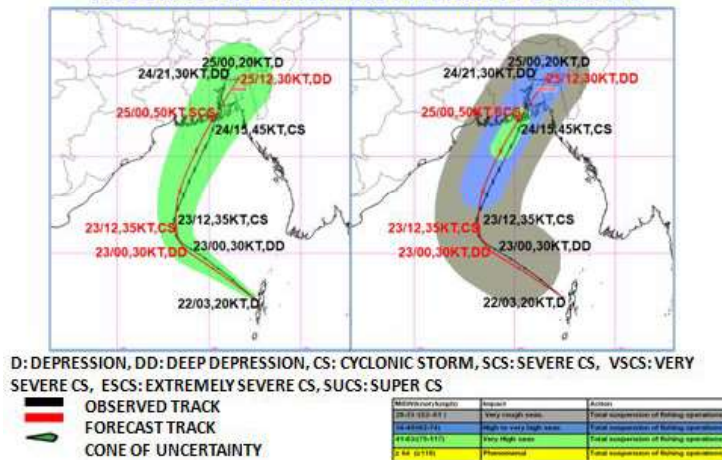 25/00,20KT,D
24/21,30KT,DD
25/12,30KT,DD
25/00,50KT,SCS
24/15,45KT,CS
23/12,35KT,CS
23/12,35KT,CS
23/00,30KT,DD
23/00,30KT,DD
22/03,20KT,D
25/00,20KT,D
24/21,30KT,DD
25/12,30KT,DD
25/00,50KT,SCS
24/15,45KT,CS
23/12,35KT,CS
23/12,35KT,CS
23/00,30KT,DD
23/00,30KT,DD
22/03,20KT,D
D: DEPRESSION, DD: DEEP DEPRESSION, CS: CYCLONIC STORM, SCS: SEVERE CS, VSCS: VERY
SEVERE CS, ESCS: EXTREMELY SEVERE CS, SUCS: SUPER CS
OBSERVED TRACK
FORECAST TRACK
CONE OF UNCERTAINTY
Impact Action
Very rough seas. Total suspension of fishing operations
High to very high seas Total suspension of fishing operations
Very High seas Total suspension of fishing operations
Phenomenal Total suspension of fishing operations